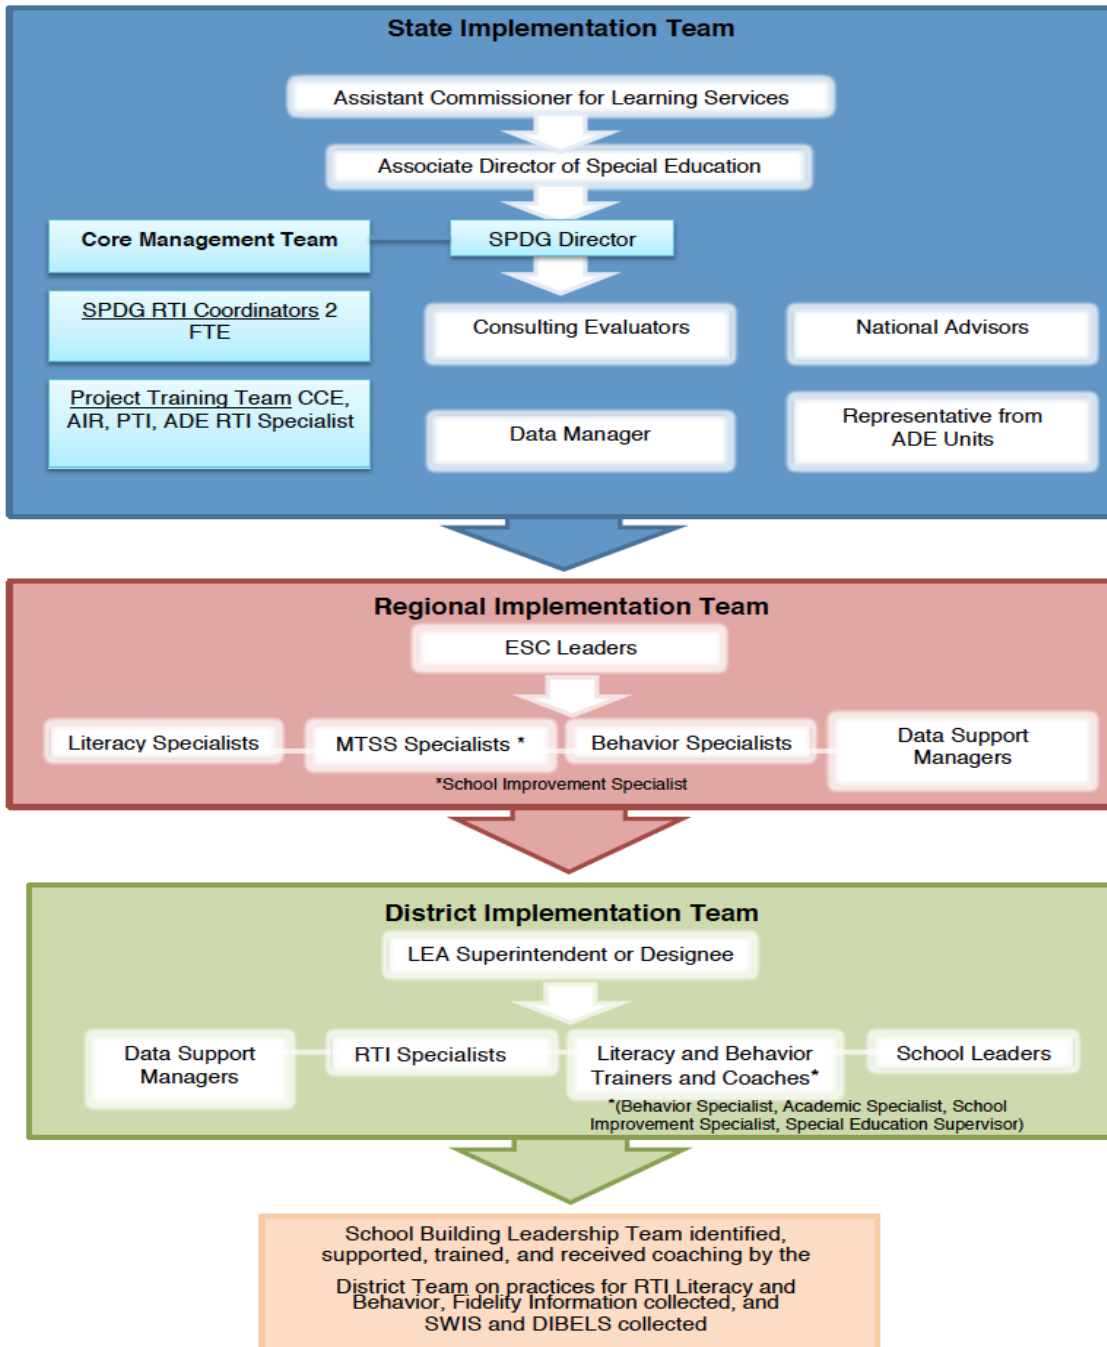 State Implementation Team
Assistant Commissioner for Learning Services
Associate Director of Special Education
Core Management Team
SPDG Director
SPDG RTI Coordinators 2
FTE
Consulting Evaluators
National Advisors
Project Training Team CCE,
AIR, PTI, ADE RTI Specialist
Data Manager
Representative from
ADE Units
Regional Implementation Team
ESC Leaders
Literacy Specialists
MTSS Specialists *
Behavior Specialists
Data Support
Managers
*School Improvement Specialist
District Implementation Team
LEA Superintendent or Designee
Data Support
Managers
RTI Specialists
Literacy and Behavior
Trainers and Coaches*
School Leaders
*(Behavior Specialist, Academic Specialist, School
Improvement Specialist, Special Education Supervisor)
School Building Leadership Team identified,
supported, trained, and received coaching by the
District Team on practices for RTI Literacy and
Behavior, Fidelity Information collected, and
SWIS and DIBELS collected